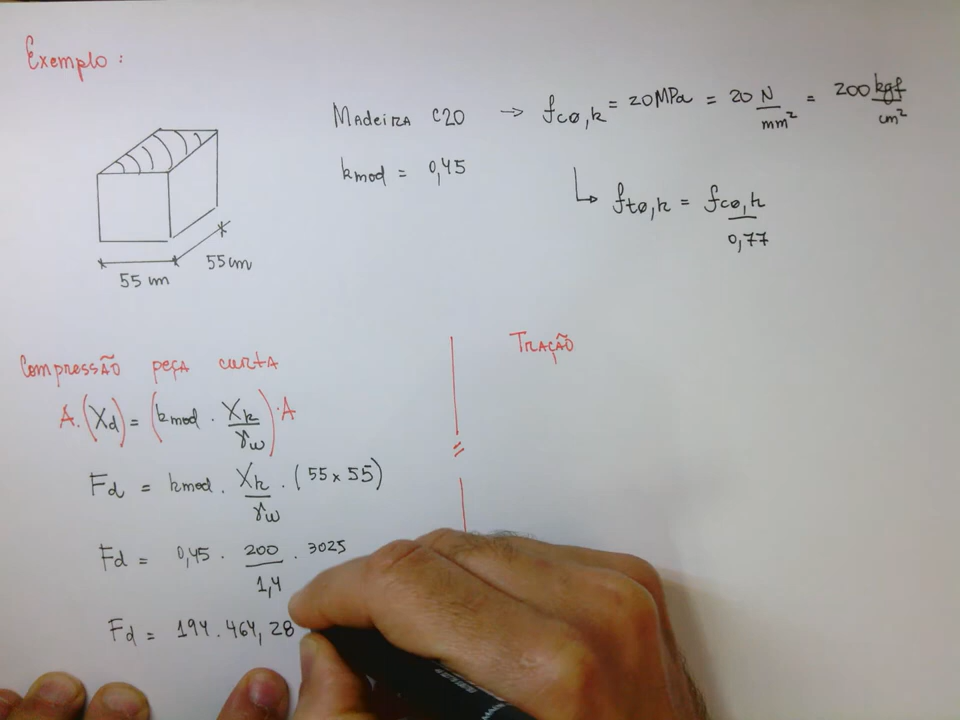 Exemplo:
Madeira C20 → fc0,k = 20MPa = 20 N/mm² = 200 kgf/cm²
kmod = 0,45
↳ ft0,k = fc0,k/0,77
55 cm
55 cm
Compressão peça curta
A.(Xd) = (kmod . Xk/γw).A
Fd = kmod. Xk/γw . (55 x 55)
Fd = 0,45 . 200/1,4 . 3025
Fd = 194.464,28
Tração